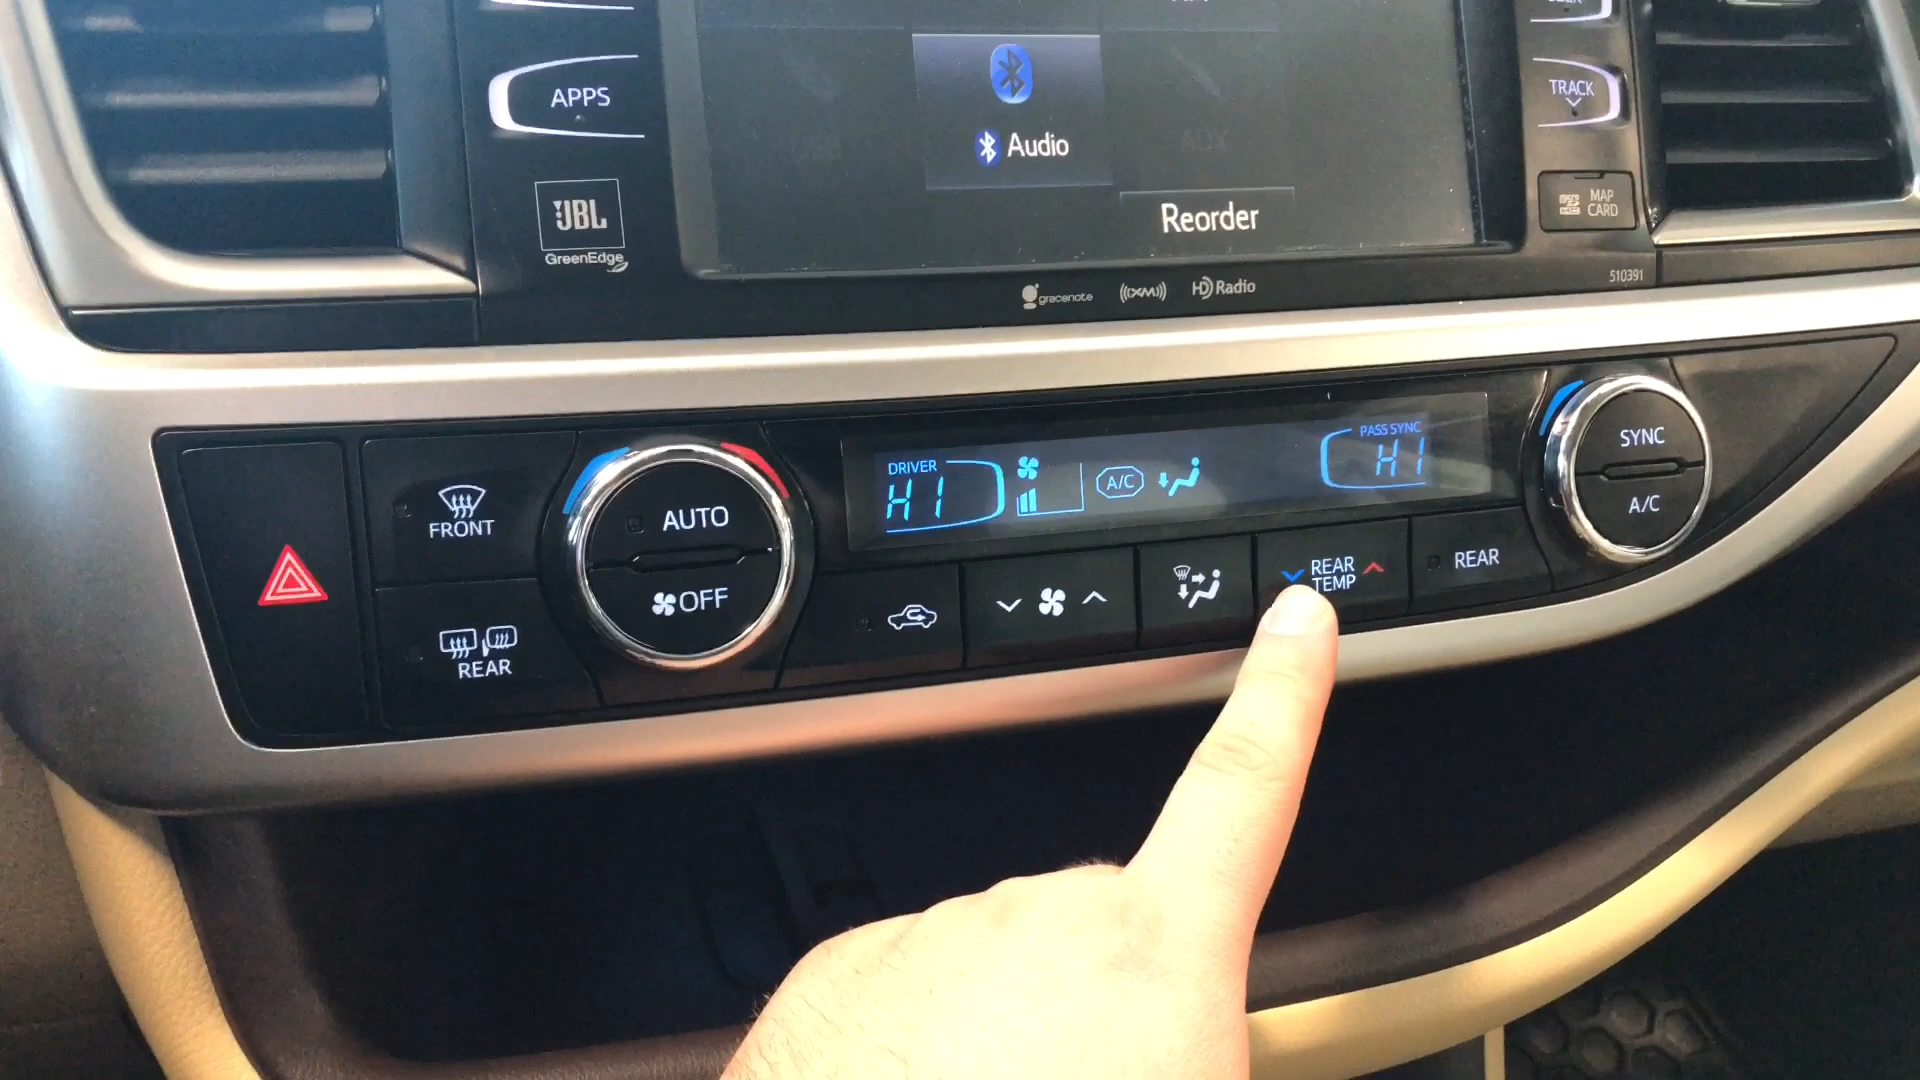 APPS
JBL
GreenEdge
Audio
Reorder
TRACK
MAP
CARD
510391
gracenote
((XM))
HD Radio
FRONT
REAR
AUTO
OFF
DRIVER
HI
A/C
PASS SYNC
HI
REAR
TEMP
REAR
SYNC
A/C